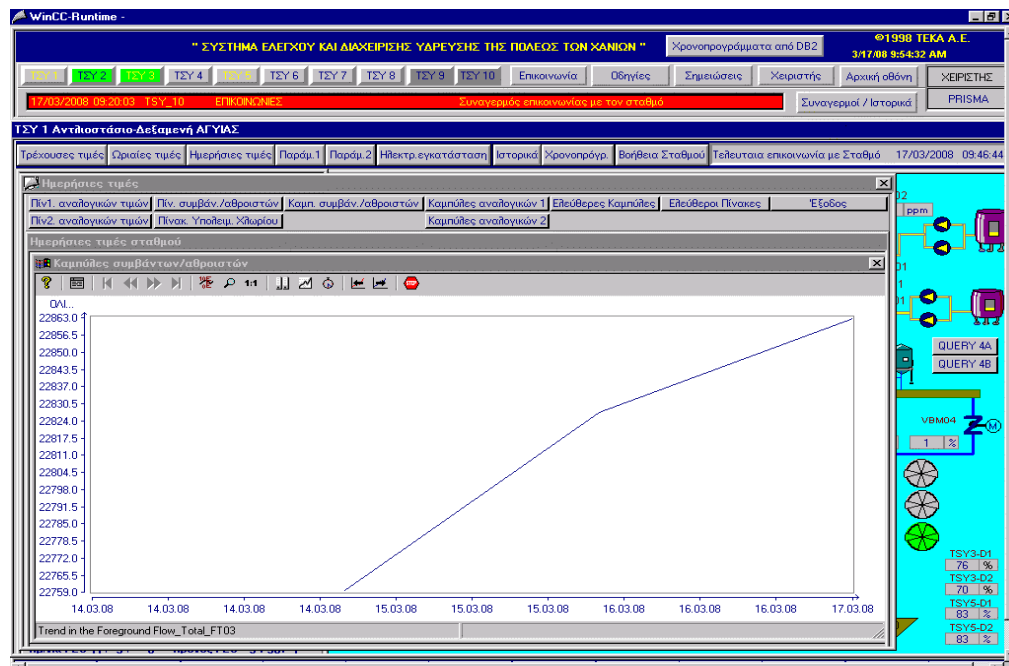 WinCC-Runtime -
" ΣΥΣΤΗΜΑ ΕΛΕΓΧΟΥ ΚΑΙ ΔΙΑΧΕΙΡΙΣΗΣ ΥΔΡΕΥΣΗΣ ΤΗΣ ΠΟΛΕΩΣ ΤΩΝ ΧΑΝΙΩΝ "
Χρονοπρογράμματα από DB2
©1998 ΤΕΚΑ Α.Ε.
3/17/08 9:54:32 AM
ΤΣΥ 1 ΤΣΥ 2 ΤΣΥ 3 ΤΣΥ 4 ΤΣΥ 5 ΤΣΥ 6 ΤΣΥ 7 ΤΣΥ 8 ΤΣΥ 9 ΤΣΥ 10 Επικοινωνία Οδηγίες Σημειώσεις Χειριστής Αρχική οθόνη ΧΕΙΡΙΣΤΗΣ
17/03/2008 09:20:03 TSY_10 ΕΠΙΚΟΙΝΩΝΙΕΣ Συναγερμός επικοινωνίας με τον σταθμό Συναγερμοί / Ιστορικά PRISMA
ΤΣΥ 1 Αντλιοστάσιο-Δεξαμενή ΑΓΥΙΑΣ
Τρέχουσες τιμές Ωριαίες τιμές Ημερήσιες τιμές Παράμ.1 Παράμ.2 Ηλεκτρ.εγκατάσταση Ιστορικά Χρονοπρόγρ. Βοήθεια Σταθμού Τελευταια επικοινωνία με Σταθμό 17/03/2008 09:46:44
Ημερήσιες τιμές
Πίν1. αναλογικών τιμών Πίν. συμβάν./αθροιστών Καμπ. συμβάν./αθροιστών Καμπύλες αναλογικών 1 Ελεύθερες Καμπύλες Ελεύθεροι Πίνακες Έξοδος
Πίν2. αναλογικών τιμών Πίνακ. Υπολειμ. Χλωρίου Καμπύλες αναλογικών 2
ppm
Ημερήσιες τιμές σταθμού
Καμπύλες συμβάντων/αθροιστών
1:1
ΟΛΙ...
22863.0
22856.5
22850.0
22843.5
22837.0
22830.5
22824.0
22817.5
22811.0
22804.5
22798.0
22791.5
22785.0
22778.5
22772.0
22765.5
22759.0
14.03.08 14.03.08 14.03.08 14.03.08 15.03.08 15.03.08 15.03.08 16.03.08 16.03.08 16.03.08 17.03.08
Trend in the Foreground Flow_Total_FT03
QUERY 4A
QUERY 4B
VBM04
M
1 %
TSY3-D1
76 %
TSY3-D2
70 %
TSY5-D1
83 %
TSY5-D2
83 %